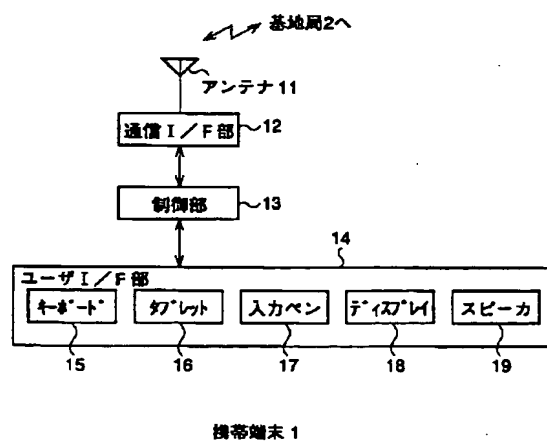 基地局2へ
アンテナ11
通信I/F部
12
制御部
13
14
ユーザI/F部
キーボード
タブレット
入力ペン
ディスプレイ
スピーカ
15
16
17
18
19
携帯端末1